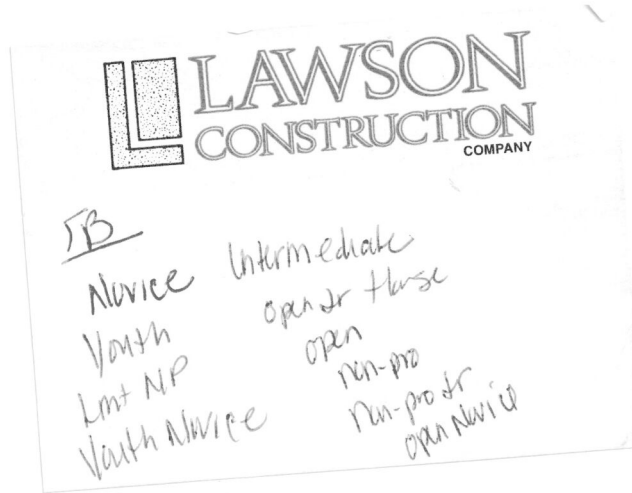 LAWSON
CONSTRUCTION
COMPANY
Novice
Youth
Lmt NP
Youth Novice
Intermediate
open Jr Horse
open
non-pro
non-pro Jr
open Novice